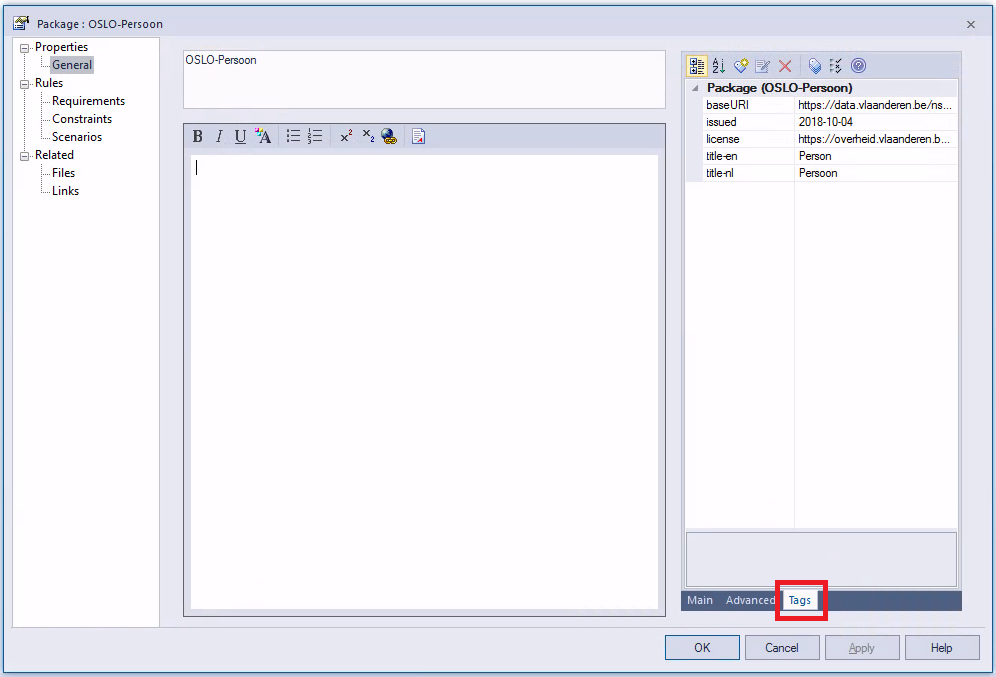 Package : OSLO-Persoon
Properties
General
Rules
Requirements
Constraints
Scenarios
Related
Files
Links
OSLO-Persoon
B I U A x² x₂
Package (OSLO-Persoon)
baseURI https://data.vlaanderen.be/ns...
issued 2018-10-04
license https://overheid.vlaanderen.b...
title-en Person
title-nl Persoon
Main Advanced Tags
OK Cancel Apply Help